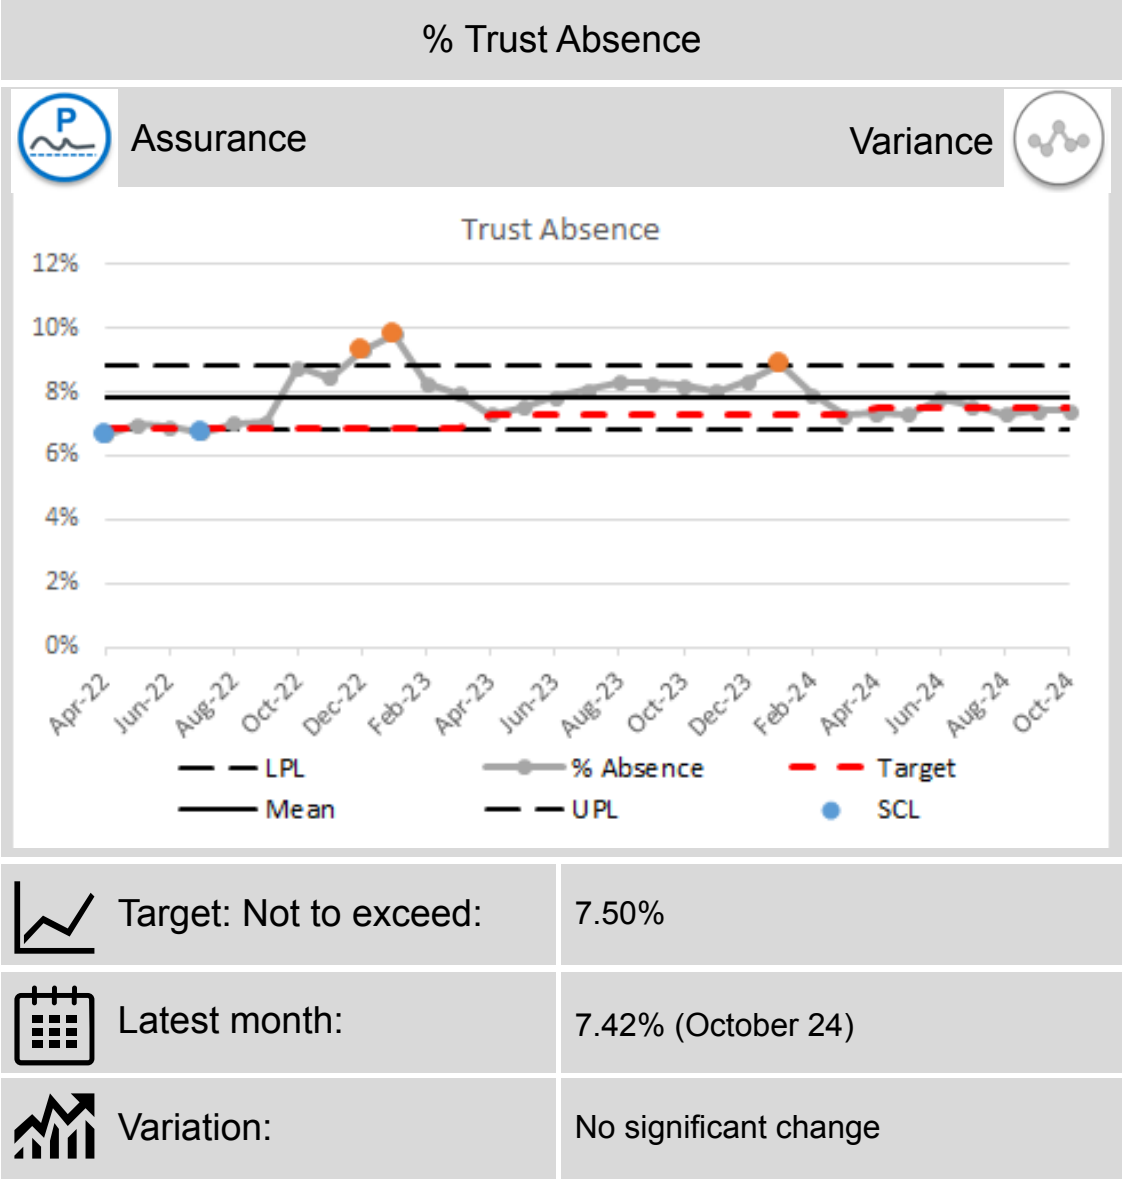 % Trust Absence
P
Assurance
Variance
Trust Absence
12%
10%
8%
6%
4%
2%
0%
Apr-22 Jun-22 Aug-22 Oct-22 Dec-22 Feb-23 Apr-23 Jun-23 Aug-23 Oct-23 Dec-23 Feb-24 Apr-24 Jun-24 Aug-24 Oct-24
LPL % Absence Target
Mean UPL SCL
Target: Not to exceed: 7.50%
Latest month: 7.42% (October 24)
Variation: No significant change